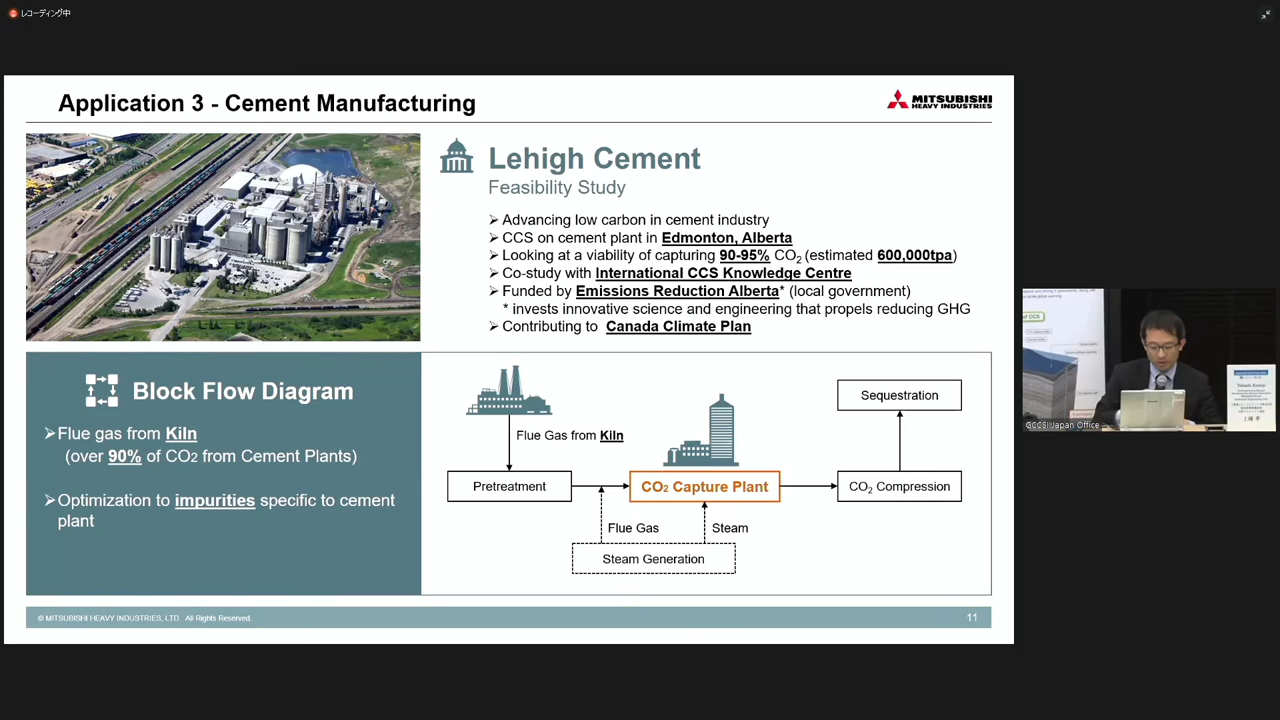 レコーディング中
Application 3 - Cement Manufacturing
MITSUBISHI
HEAVY INDUSTRIES
Lehigh Cement
Feasibility Study
➢Advancing low carbon in cement industry
➢CCS on cement plant in Edmonton, Alberta
➢Looking at a viability of capturing 90-95% CO2 (estimated 600,000tpa)
➢Co-study with International CCS Knowledge Centre
➢Funded by Emissions Reduction Alberta* (local government)
* invests innovative science and engineering that propels reducing GHG
➢Contributing to Canada Climate Plan
Block Flow Diagram
➢Flue gas from Kiln
(over 90% of CO2 from Cement Plants)
➢Optimization to impurities specific to cement
plant
Flue Gas from Kiln
Pretreatment
CO2 Capture Plant
CO2 Compression
Sequestration
Flue Gas
Steam
Steam Generation
© MITSUBISHI HEAVY INDUSTRIES, LTD. All Rights Reserved.
11
of CCS
GCCSI Japan Office